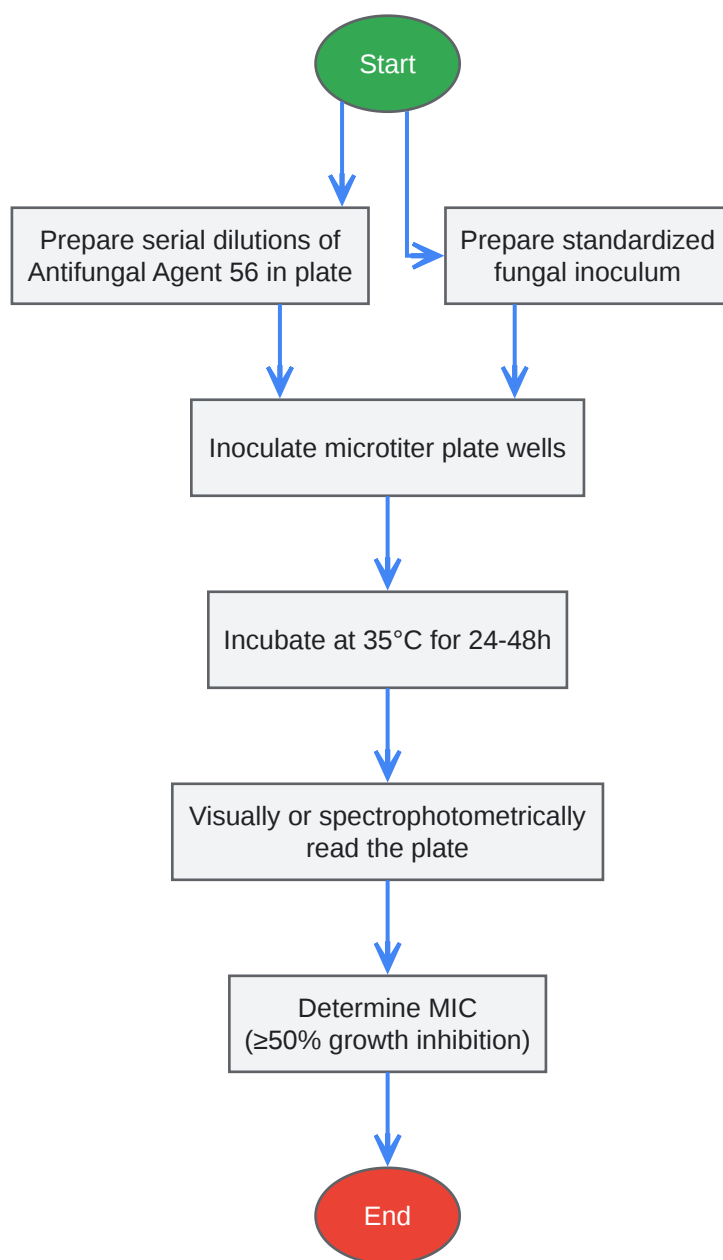 Start
Prepare serial dilutions of
Antifungal Agent 56 in plate
Prepare standardized
fungal inoculum
Inoculate microtiter plate wells
Incubate at 35°C for 24-48h
Visually or spectrophotometrically
read the plate
Determine MIC
(≥50% growth inhibition)
End